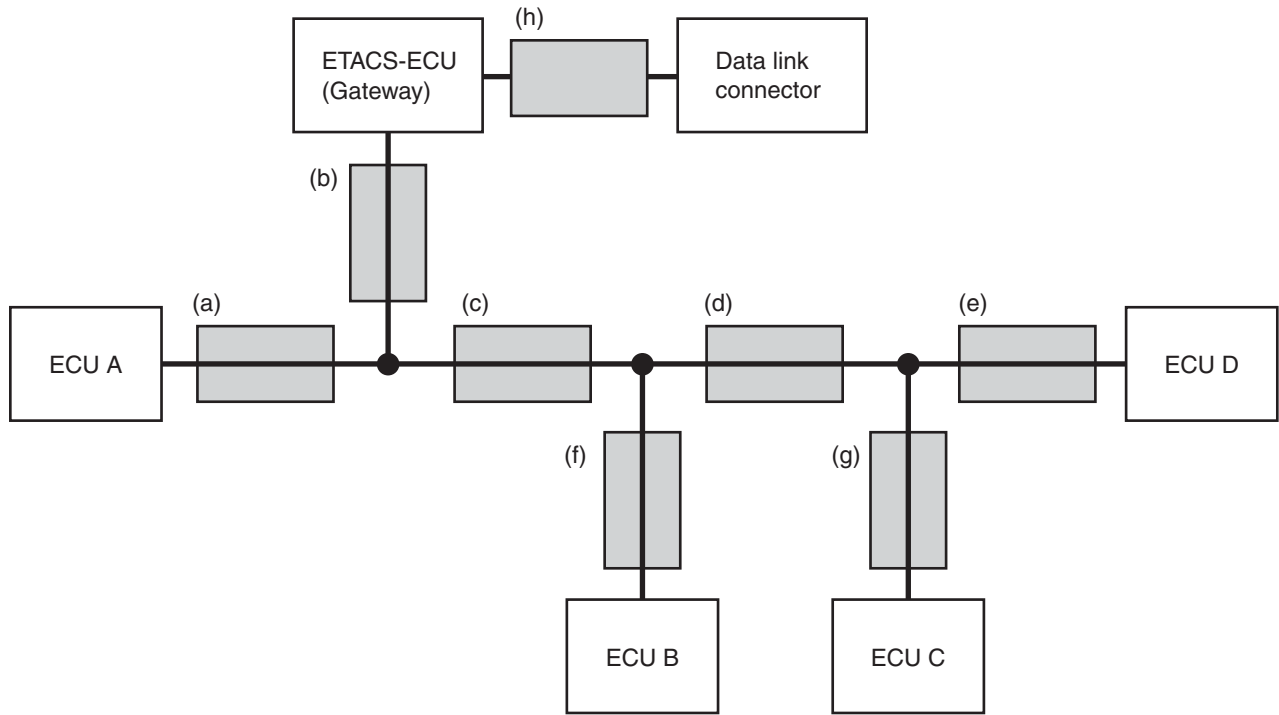 (h)
ETACS-ECU
(Gateway)
Data link
connector
(b)
(a)
(c)
(d)
(e)
ECU A
ECU D
(f)
(g)
ECU B
ECU C